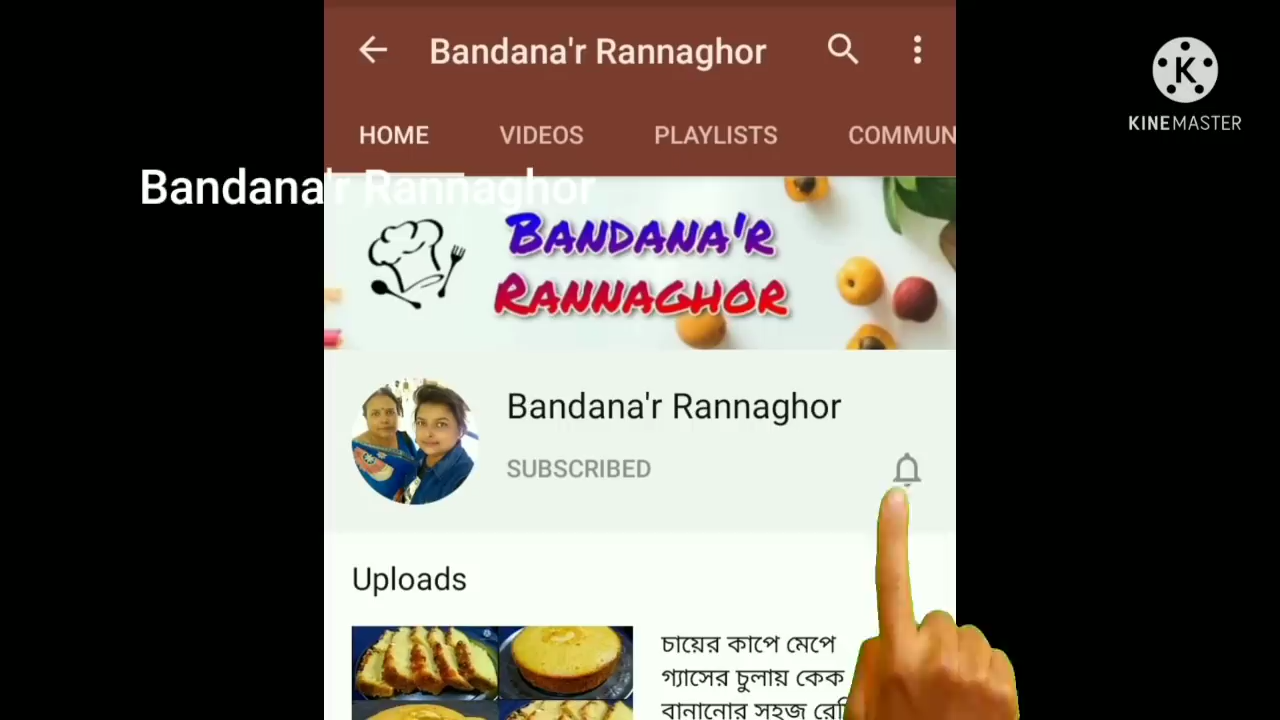 Bandana'r Rannaghor
K
KINEMASTER
HOME VIDEOS PLAYLISTS COMMUN
Bandana'r Rannaghor
BANDANA'R
RANNAGHOR
Bandana'r Rannaghor
SUBSCRIBED
Uploads
চায়ের কাপে মেপে
গ্যাসের চুলায় কেক
বানানোর সহজ